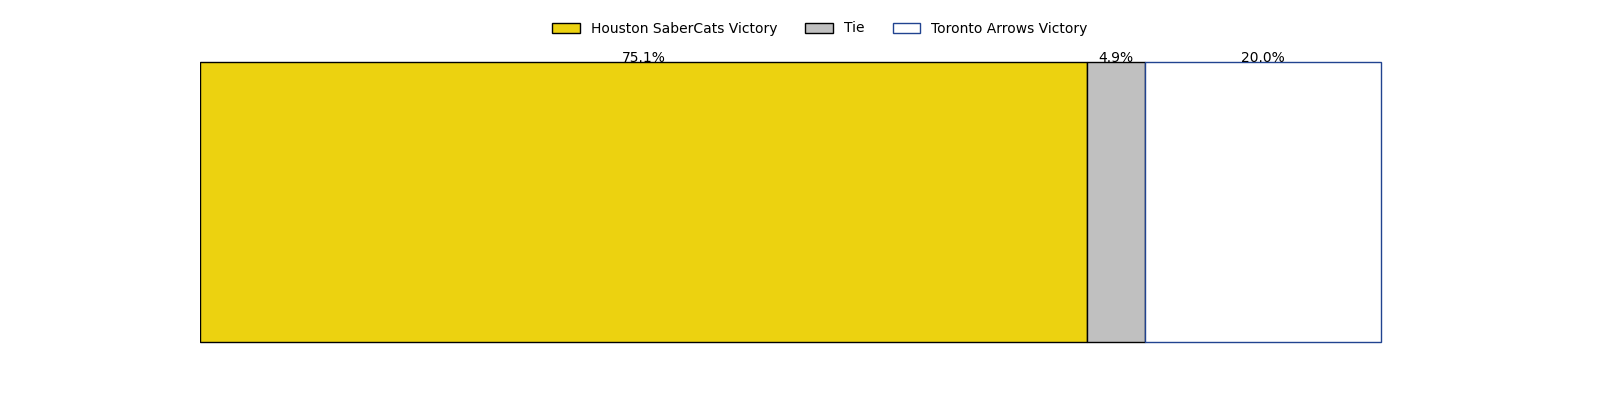 Houston SaberCats Victory Tie Toronto Arrows Victory
75.1% 4.9% 20.0%